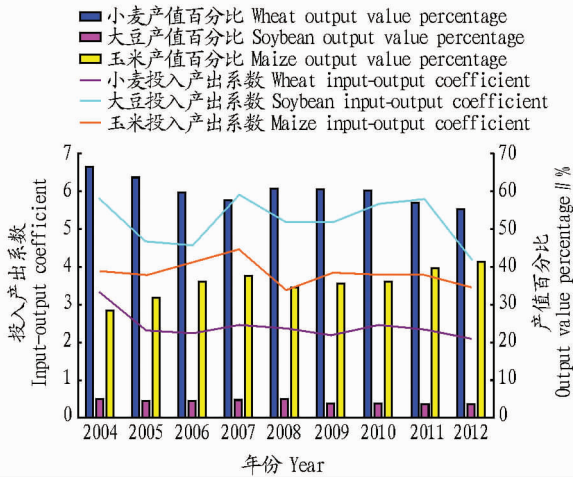 小麦产值百分比 Wheat output value percentage
大豆产值百分比 Soybean output value percentage
玉米产值百分比 Maize output value percentage
小麦投入产出系数 Wheat input-output coefficient
大豆投入产出系数 Soybean input-output coefficient
玉米投入产出系数 Maize input-output coefficient
投入产出系数
Input-output coefficient
7
6
5
4
3
2
1
0
70
60
50
40
30
20
10
0
产值百分比
Output value percentage∥%
2004 2005 2006 2007 2008 2009 2010 2011 2012
年份 Year